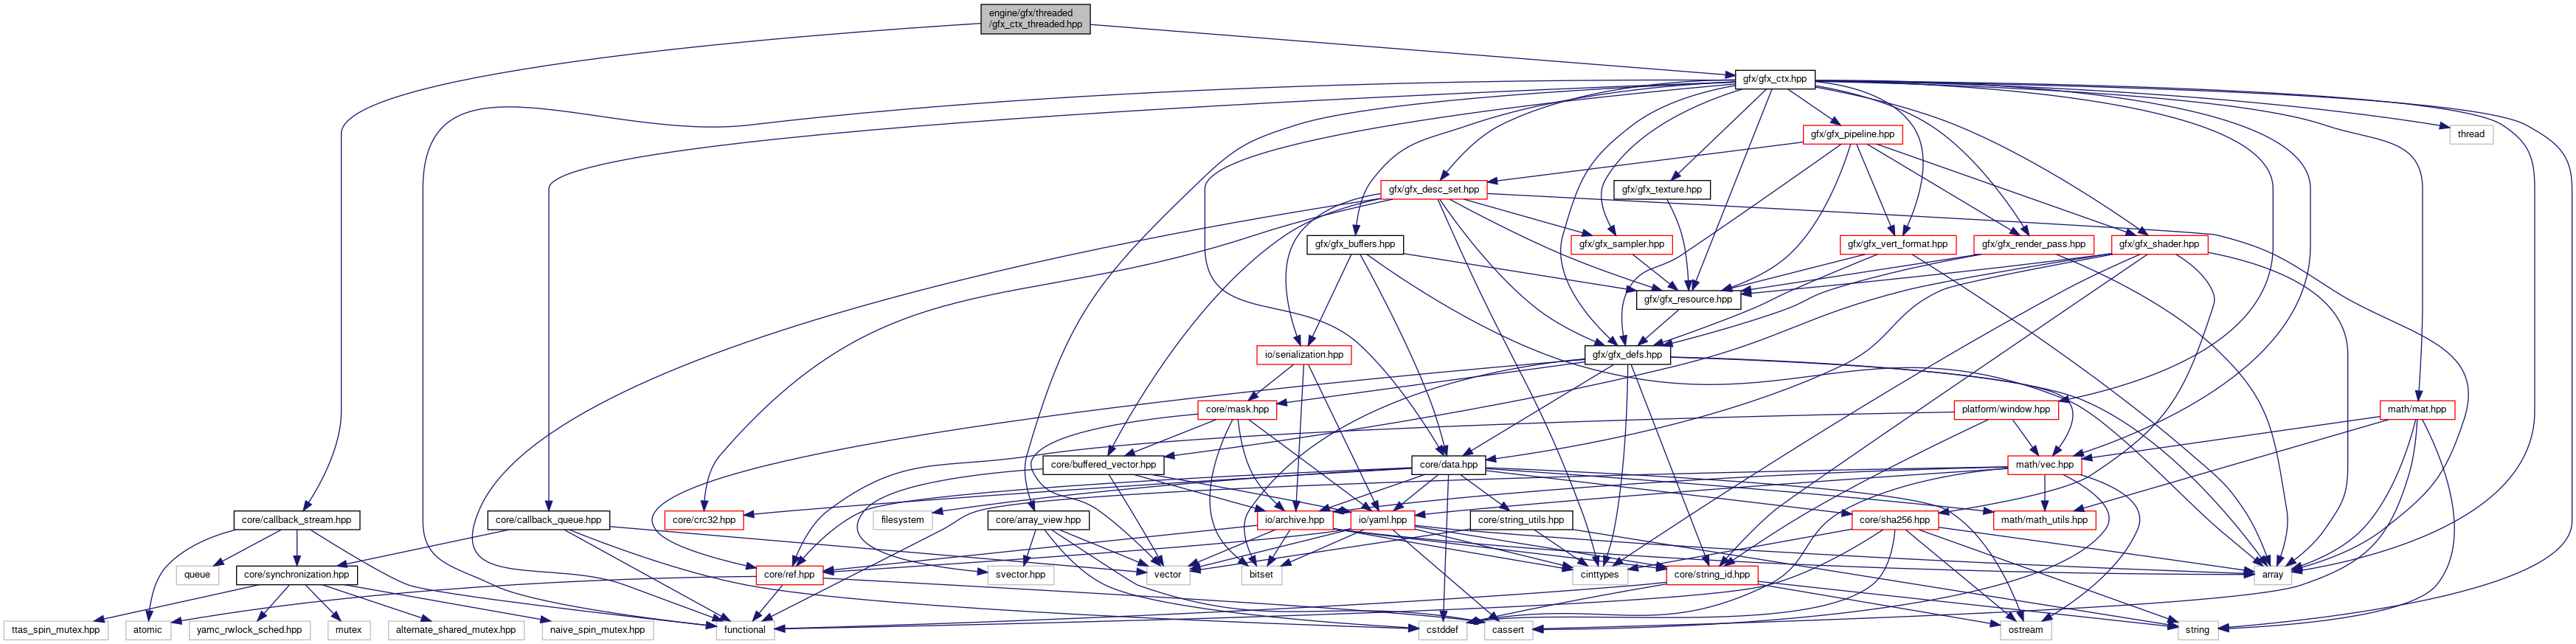 engine/gfx/threaded
/gfx_ctx_threaded.hpp
gfx/gfx_ctx.hpp
gfx/gfx_pipeline.hpp
thread
gfx/gfx_desc_set.hpp
gfx/gfx_texture.hpp
gfx/gfx_buffers.hpp
gfx/gfx_sampler.hpp
gfx/gfx_vert_format.hpp
gfx/gfx_render_pass.hpp
gfx/gfx_shader.hpp
gfx/gfx_resource.hpp
io/serialization.hpp
gfx/gfx_defs.hpp
core/mask.hpp
platform/window.hpp
math/mat.hpp
core/buffered_vector.hpp
core/data.hpp
math/vec.hpp
core/callback_stream.hpp
core/callback_queue.hpp
core/crc32.hpp
filesystem
core/array_view.hpp
io/archive.hpp
io/yaml.hpp
core/string_utils.hpp
core/sha256.hpp
math/math_utils.hpp
queue
core/synchronization.hpp
core/ref.hpp
svector.hpp
vector
bitset
cinttypes
core/string_id.hpp
array
ttas_spin_mutex.hpp
atomic
yamc_rwlock_sched.hpp
mutex
alternate_shared_mutex.hpp
naive_spin_mutex.hpp
functional
cstddef
cassert
ostream
string